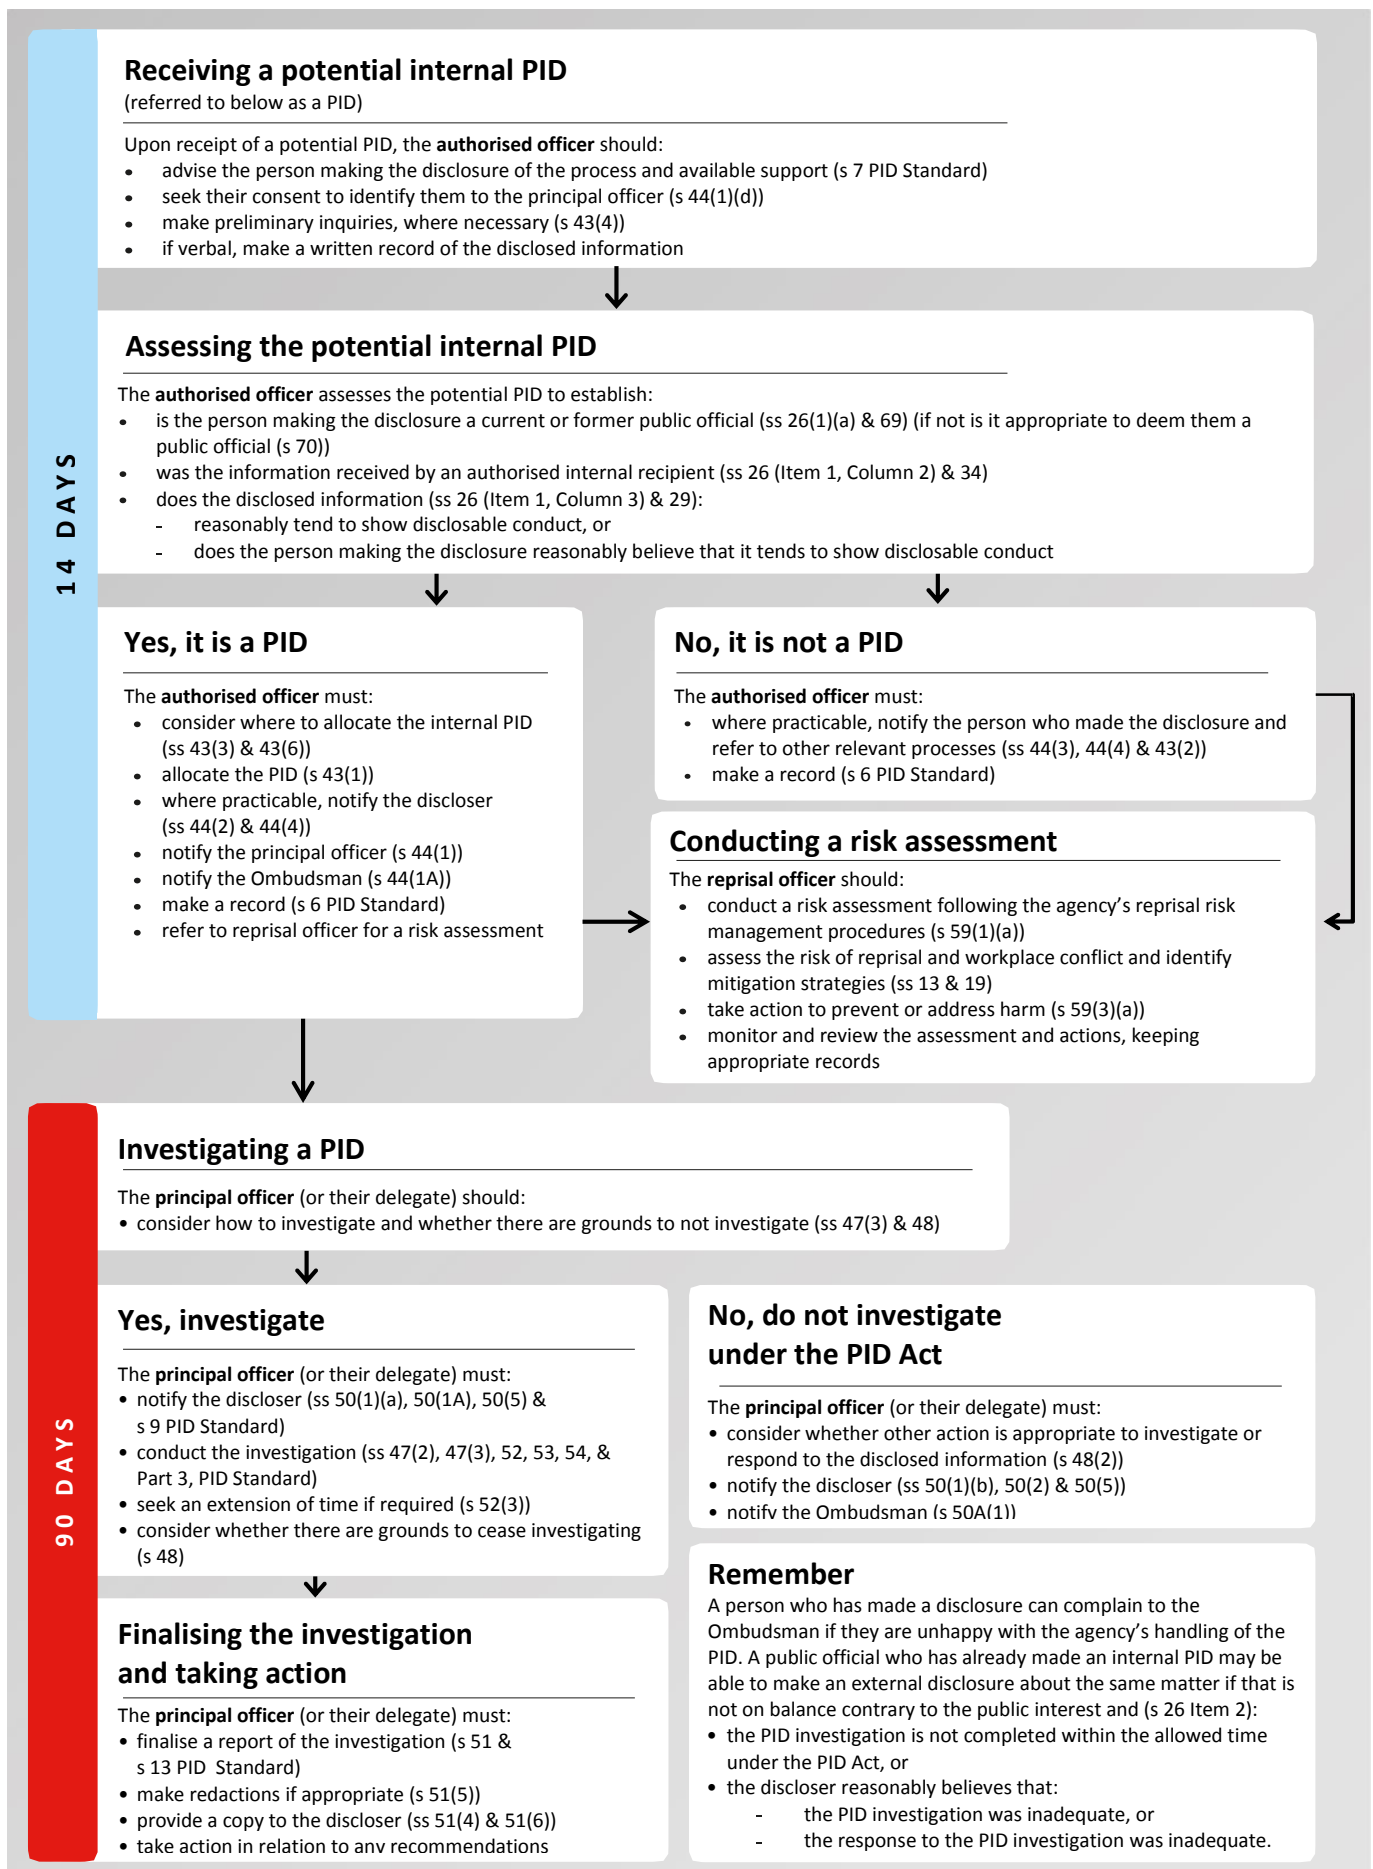 14 DAYS
Receiving a potential internal PID
(referred to below as a PID)
Upon receipt of a potential PID, the authorised officer should:
• advise the person making the disclosure of the process and available support (s 7 PID Standard)
• seek their consent to identify them to the principal officer (s 44(1)(d))
• make preliminary inquiries, where necessary (s 43(4))
• if verbal, make a written record of the disclosed information
Assessing the potential internal PID
The authorised officer assesses the potential PID to establish:
• is the person making the disclosure a current or former public official (ss 26(1)(a) & 69) (if not is it appropriate to deem them a
public official (s 70))
• was the information received by an authorised internal recipient (ss 26 (Item 1, Column 2) & 34)
• does the disclosed information (ss 26 (Item 1, Column 3) & 29):
- reasonably tend to show disclosable conduct, or
- does the person making the disclosure reasonably believe that it tends to show disclosable conduct
Yes, it is a PID
The authorised officer must:
• consider where to allocate the internal PID
(ss 43(3) & 43(6))
• allocate the PID (s 43(1))
• where practicable, notify the discloser
(ss 44(2) & 44(4))
• notify the principal officer (s 44(1))
• notify the Ombudsman (s 44(1A))
• make a record (s 6 PID Standard)
• refer to reprisal officer for a risk assessment
No, it is not a PID
The authorised officer must:
• where practicable, notify the person who made the disclosure and
refer to other relevant processes (ss 44(3), 44(4) & 43(2))
• make a record (s 6 PID Standard)
Conducting a risk assessment
The reprisal officer should:
• conduct a risk assessment following the agency's reprisal risk
management procedures (s 59(1)(a))
• assess the risk of reprisal and workplace conflict and identify
mitigation strategies (ss 13 & 19)
• take action to prevent or address harm (s 59(3)(a))
• monitor and review the assessment and actions, keeping
appropriate records
90 DAYS
Investigating a PID
The principal officer (or their delegate) should:
• consider how to investigate and whether there are grounds to not investigate (ss 47(3) & 48)
Yes, investigate
The principal officer (or their delegate) must:
• notify the discloser (ss 50(1)(a), 50(1A), 50(5) &
s 9 PID Standard)
• conduct the investigation (ss 47(2), 47(3), 52, 53, 54, &
Part 3, PID Standard)
• seek an extension of time if required (s 52(3))
• consider whether there are grounds to cease investigating
(s 48)
Finalising the investigation
and taking action
The principal officer (or their delegate) must:
• finalise a report of the investigation (s 51 &
s 13 PID Standard)
• make redactions if appropriate (s 51(5))
• provide a copy to the discloser (ss 51(4) & 51(6))
• take action in relation to any recommendations
No, do not investigate
under the PID Act
The principal officer (or their delegate) must:
• consider whether other action is appropriate to investigate or
respond to the disclosed information (s 48(2))
• notify the discloser (ss 50(1)(b), 50(2) & 50(5))
• notify the Ombudsman (s 50A(1))
Remember
A person who has made a disclosure can complain to the
Ombudsman if they are unhappy with the agency's handling of the
PID. A public official who has already made an internal PID may be
able to make an external disclosure about the same matter if that is
not on balance contrary to the public interest and (s 26 Item 2):
• the PID investigation is not completed within the allowed time
under the PID Act, or
• the discloser reasonably believes that:
- the PID investigation was inadequate, or
- the response to the PID investigation was inadequate.